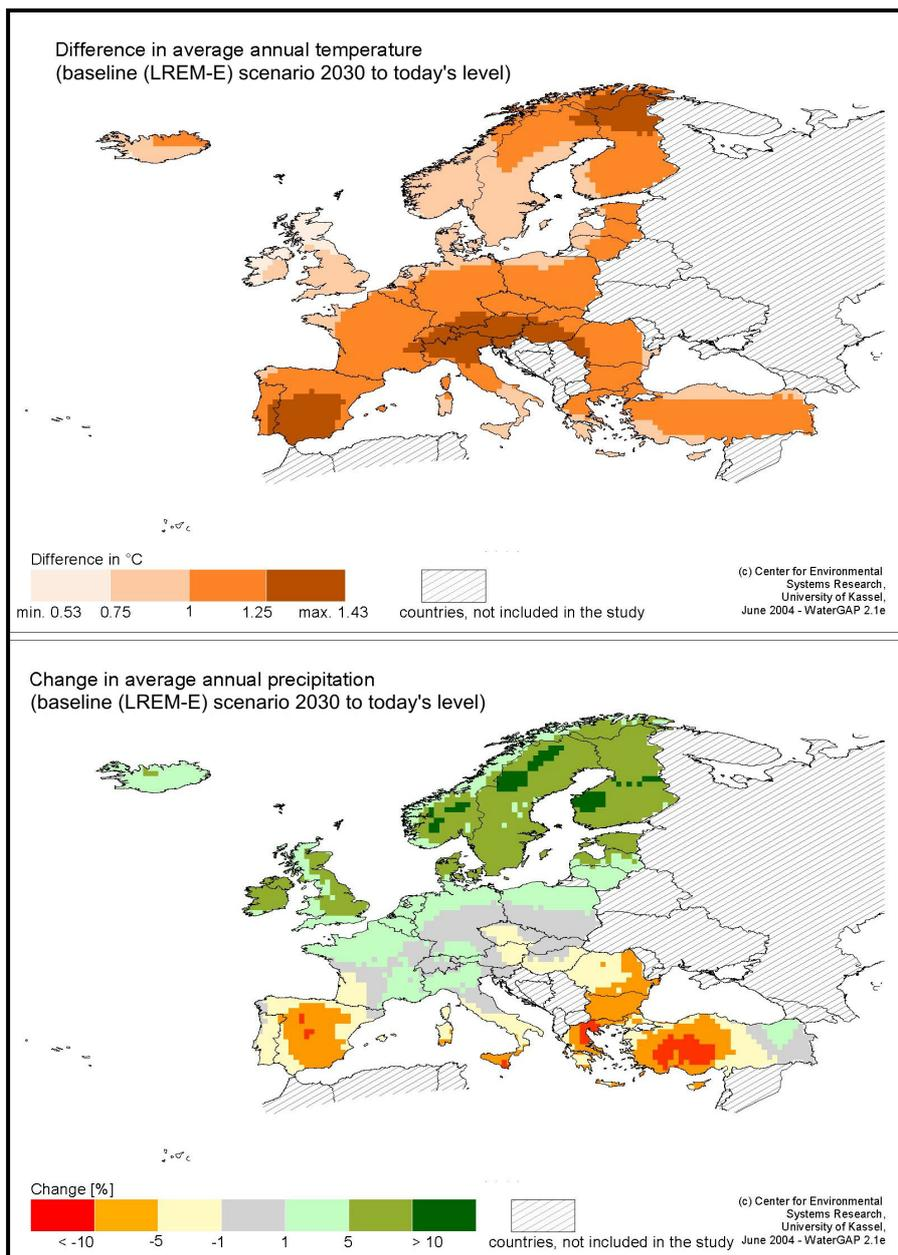 Difference in average annual temperature
(baseline (LREM-E) scenario 2030 to today's level)
Difference in °C
min. 0.53 0.75 1 1.25 max. 1.43
countries, not included in the study
(c) Center for Environmental
Systems Research,
University of Kassel,
June 2004 - WaterGAP 2.1e
Change in average annual precipitation
(baseline (LREM-E) scenario 2030 to today's level)
Change [%]
< -10 -5 -1 1 5 > 10
countries, not included in the study
(c) Center for Environmental
Systems Research,
University of Kassel,
June 2004 - WaterGAP 2.1e